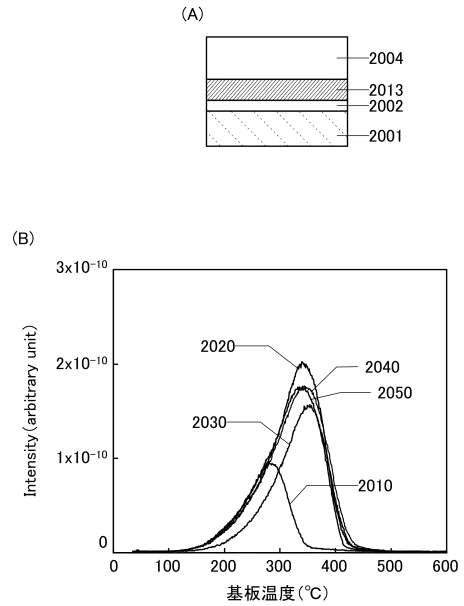 (A)
2004
2013
2002
2001
(B)
3x10⁻¹⁰
2x10⁻¹⁰
1x10⁻¹⁰
0
Intensity(arbitrary unit)
2020
2040
2050
2030
2010
0 100 200 300 400 500 600
基板温度(℃)